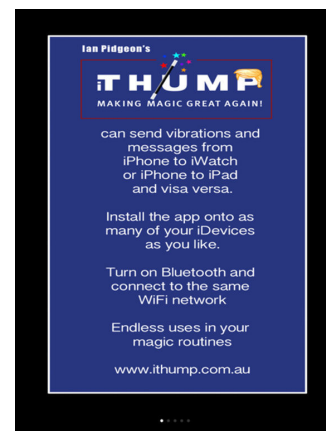 Ian Pidgeon's
iTHUMP
MAKING MAGIC GREAT AGAIN!
can send vibrations and
messages from
iPhone to iWatch
or iPhone to iPad
and visa versa.
Install the app onto as
many of your iDevices
as you like.
Turn on Bluetooth and
connect to the same
WiFi network
Endless uses in your
magic routines
www.ithump.com.au